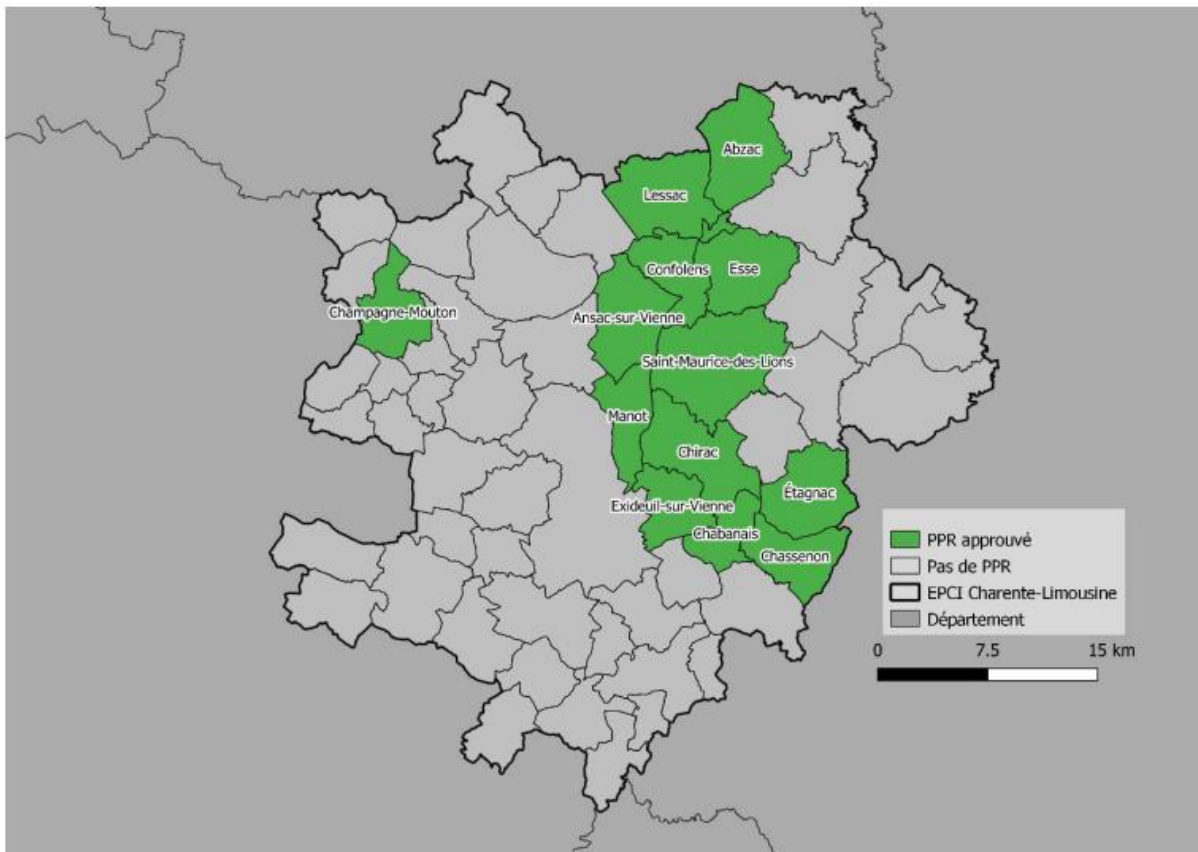 Abzac
Lessac
Confolens
Esse
Champagne-Mouton
Ansac-sur-Vienne
Saint-Maurice-des-Lions
Manot
Chirac
Étagnac
Exideuil-sur-Vienne
Chabanais
Chassenon
PPR approuvé
Pas de PPR
EPCI Charente-Limousine
Département
0 7.5 15 km